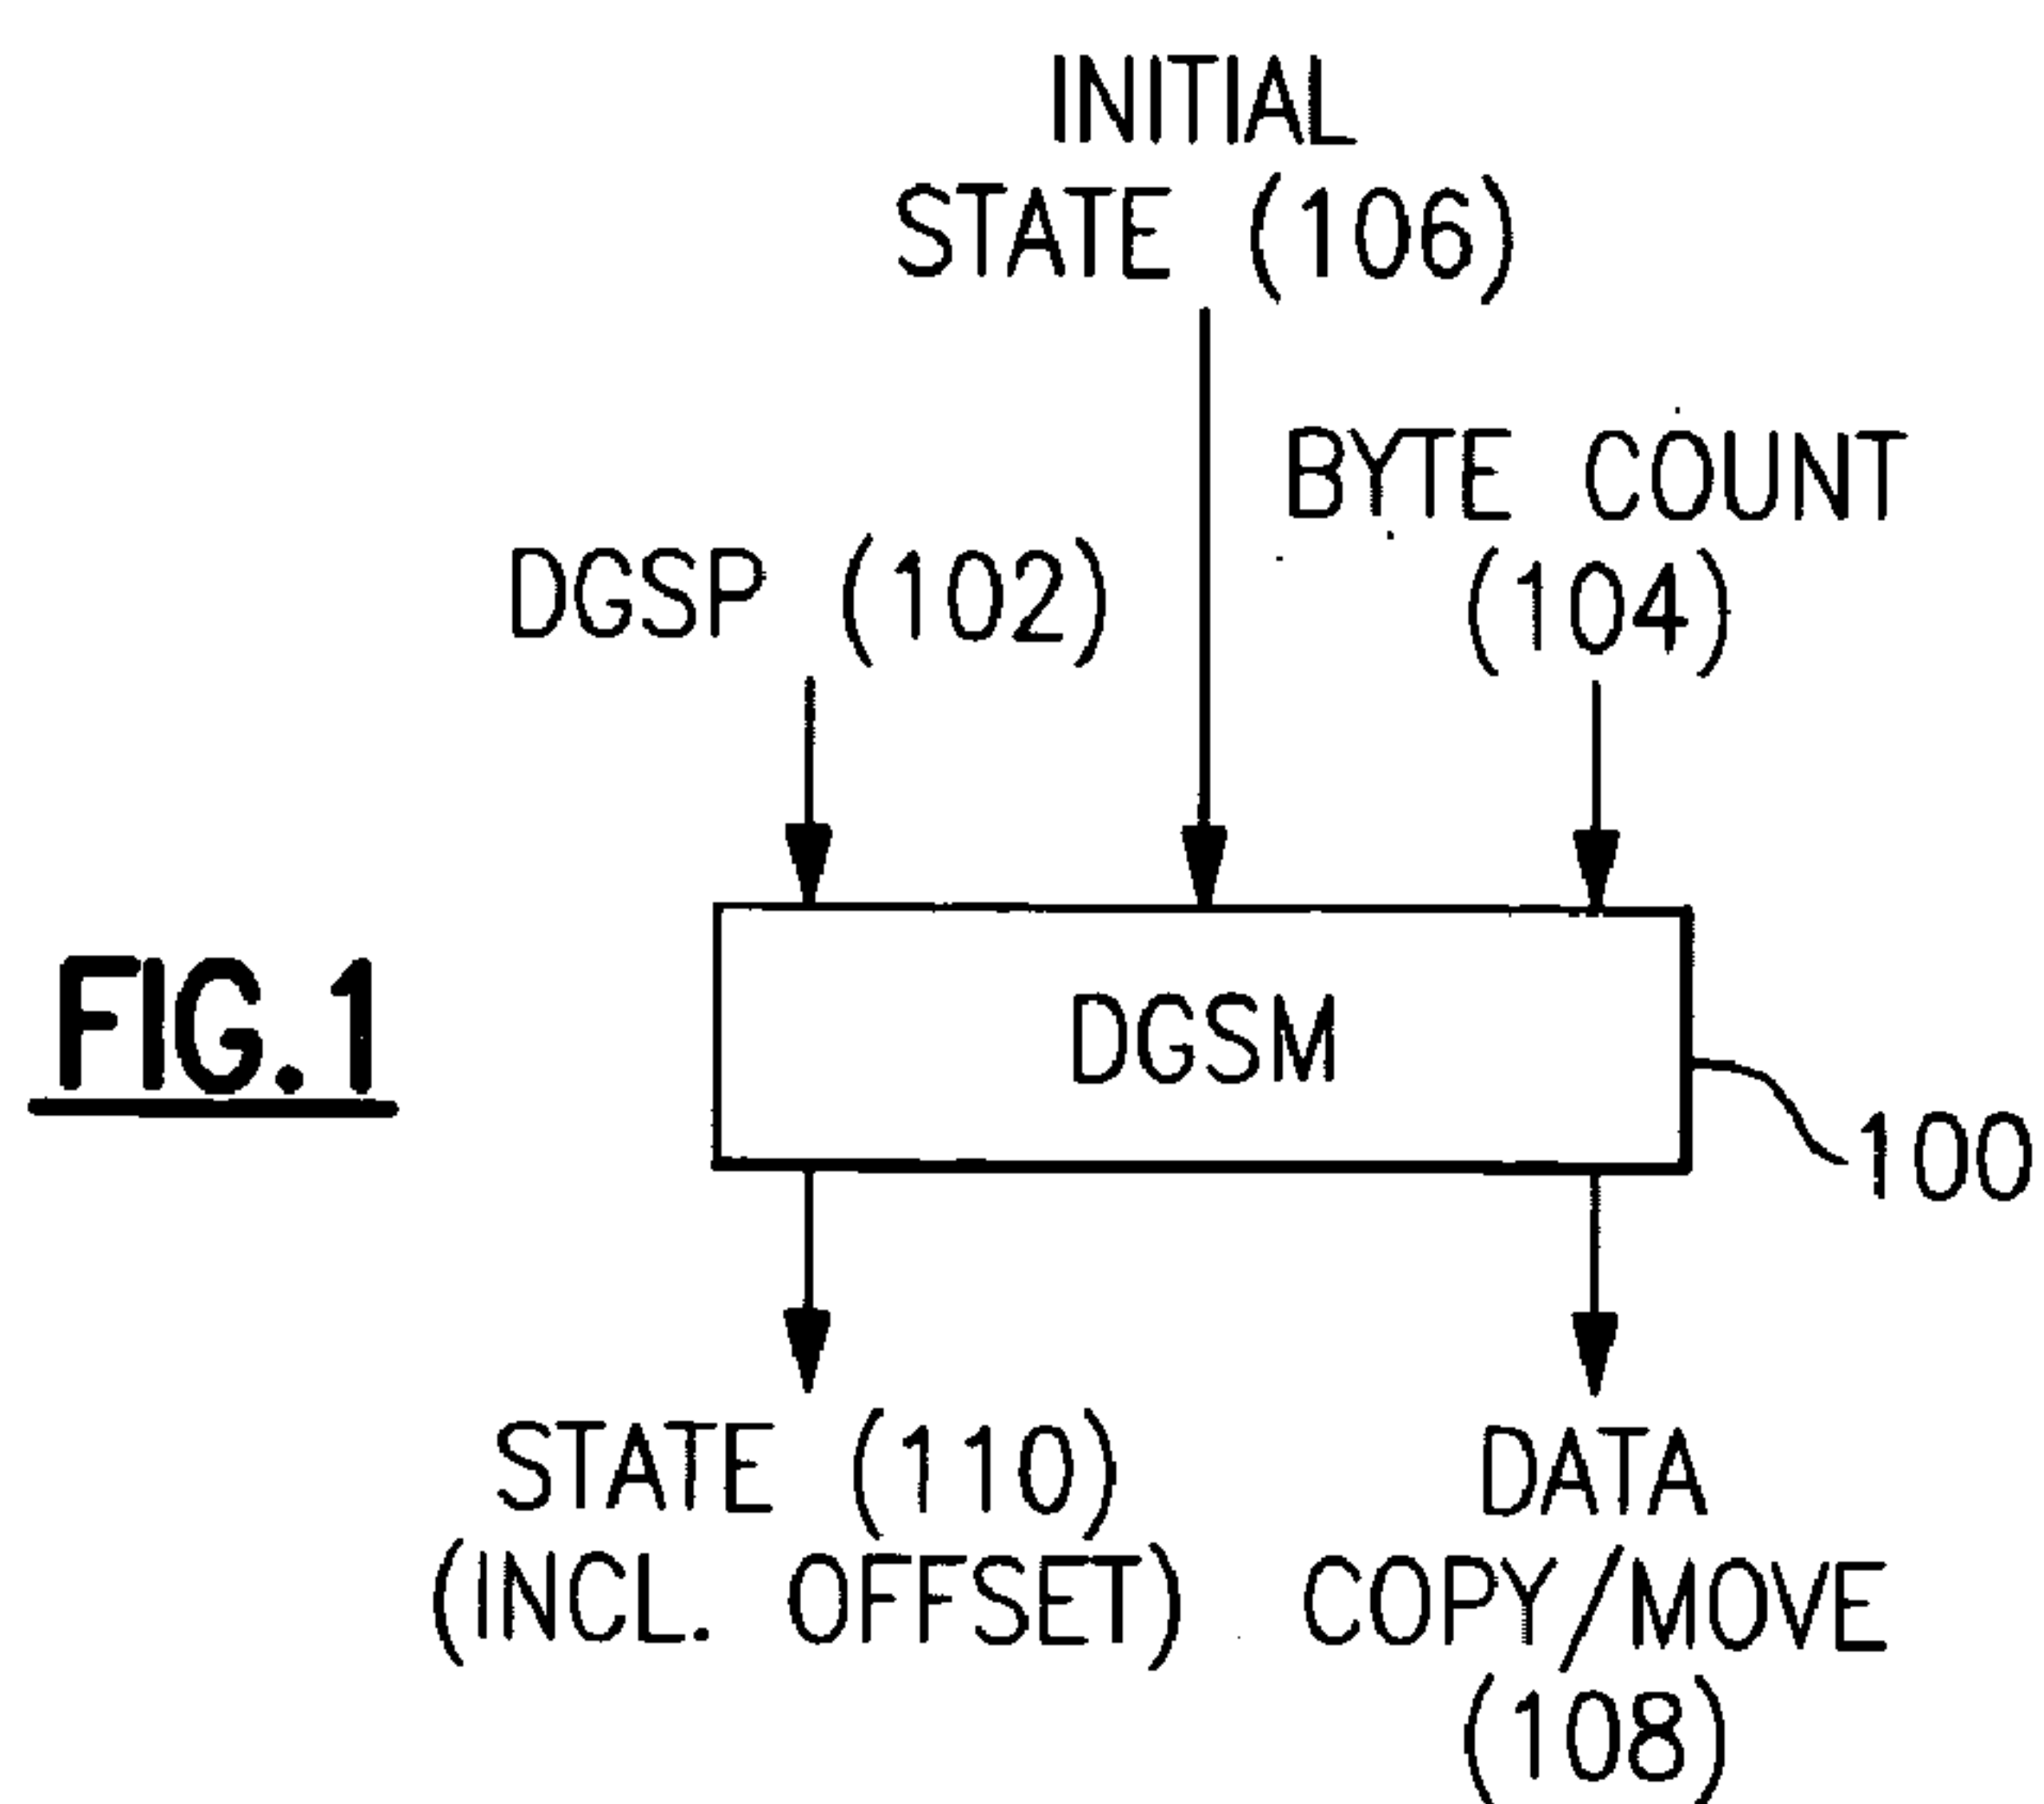 INITIAL
STATE (106)
BYTE COUNT
(104)
DGSP (102)
DGSM
FIG.1
100
STATE (110)
(INCL. OFFSET)
DATA
COPY/MOVE
(108)